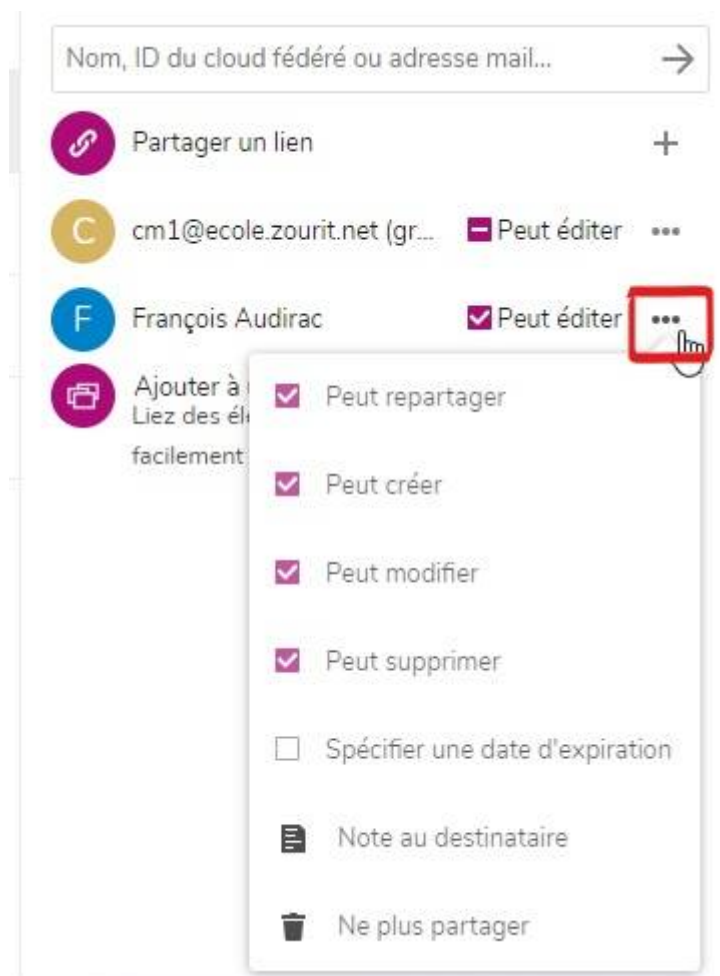 Nom, ID du cloud fédéré ou adresse mail...
Partager un lien
C cm1@ecole.zourit.net (gr... Peut éditer
F François Audirac Peut éditer
Ajouter à
Liez des
facilement
Peut repartager
Peut créer
Peut modifier
Peut supprimer
Spécifier une date d'expiration
Note au destinataire
Ne plus partager